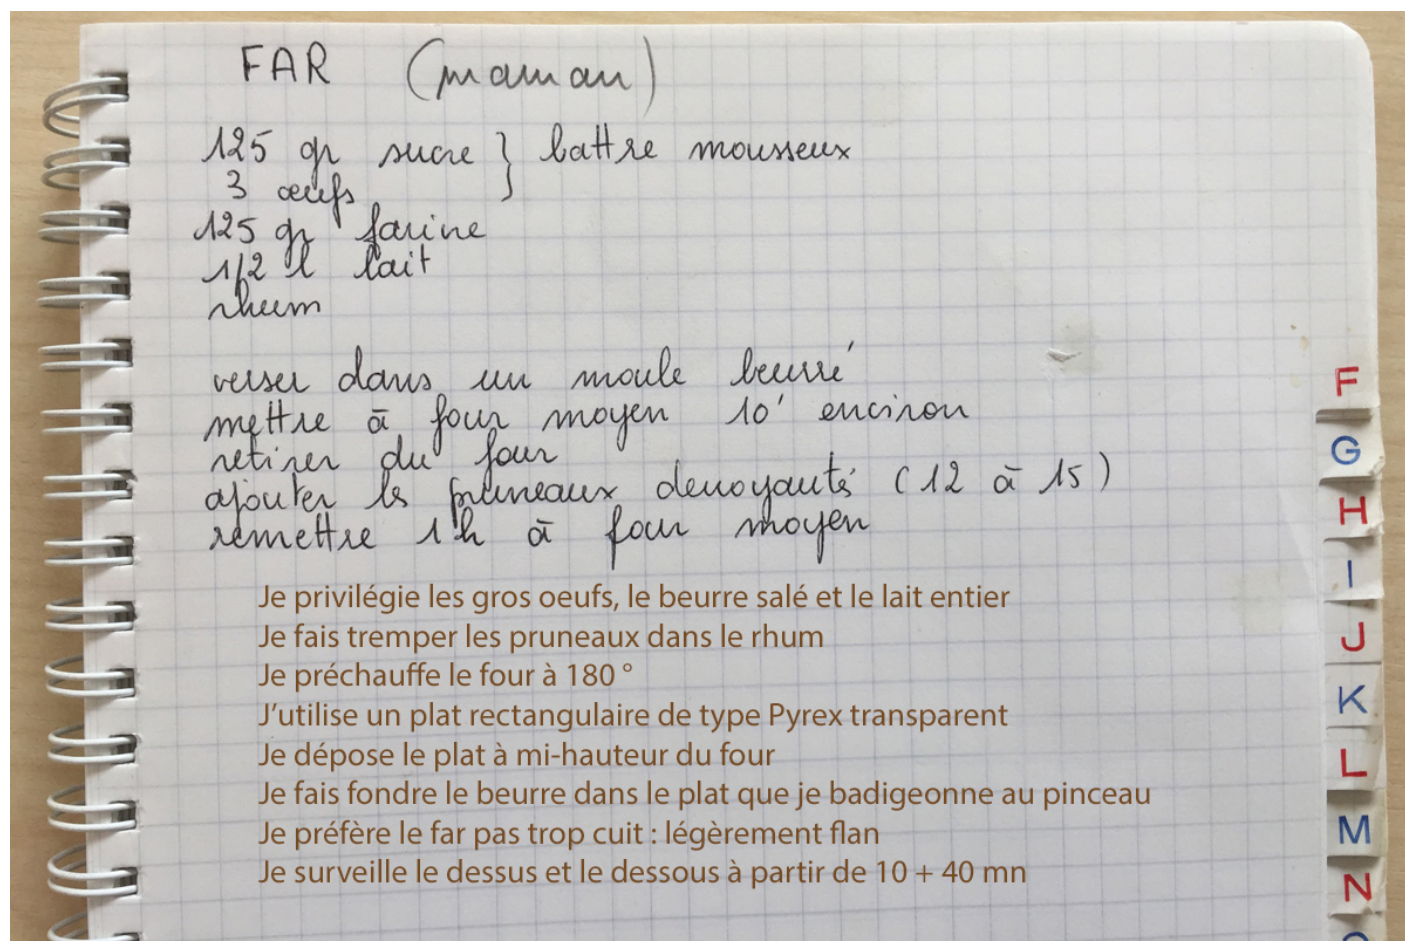 FAR (maman)
125 gr sucre } battre mousseux
3 œufs
125 gr farine
1/2 l lait
rhum
verser dans un moule beurré
mettre à four moyen 10' environ
retirer du four
ajouter les pruneaux denoyautés (12 à 15)
remettre 1h à four moyen
Je privilégie les gros oeufs, le beurre salé et le lait entier
Je fais tremper les pruneaux dans le rhum
Je préchauffe le four à 180 °
J'utilise un plat rectangulaire de type Pyrex transparent
Je dépose le plat à mi-hauteur du four
Je fais fondre le beurre dans le plat que je badigeonne au pinceau
Je préfère le far pas trop cuit : légèrement flan
Je surveille le dessus et le dessous à partir de 10 + 40 mn
F
G
H
I
J
K
L
M
N